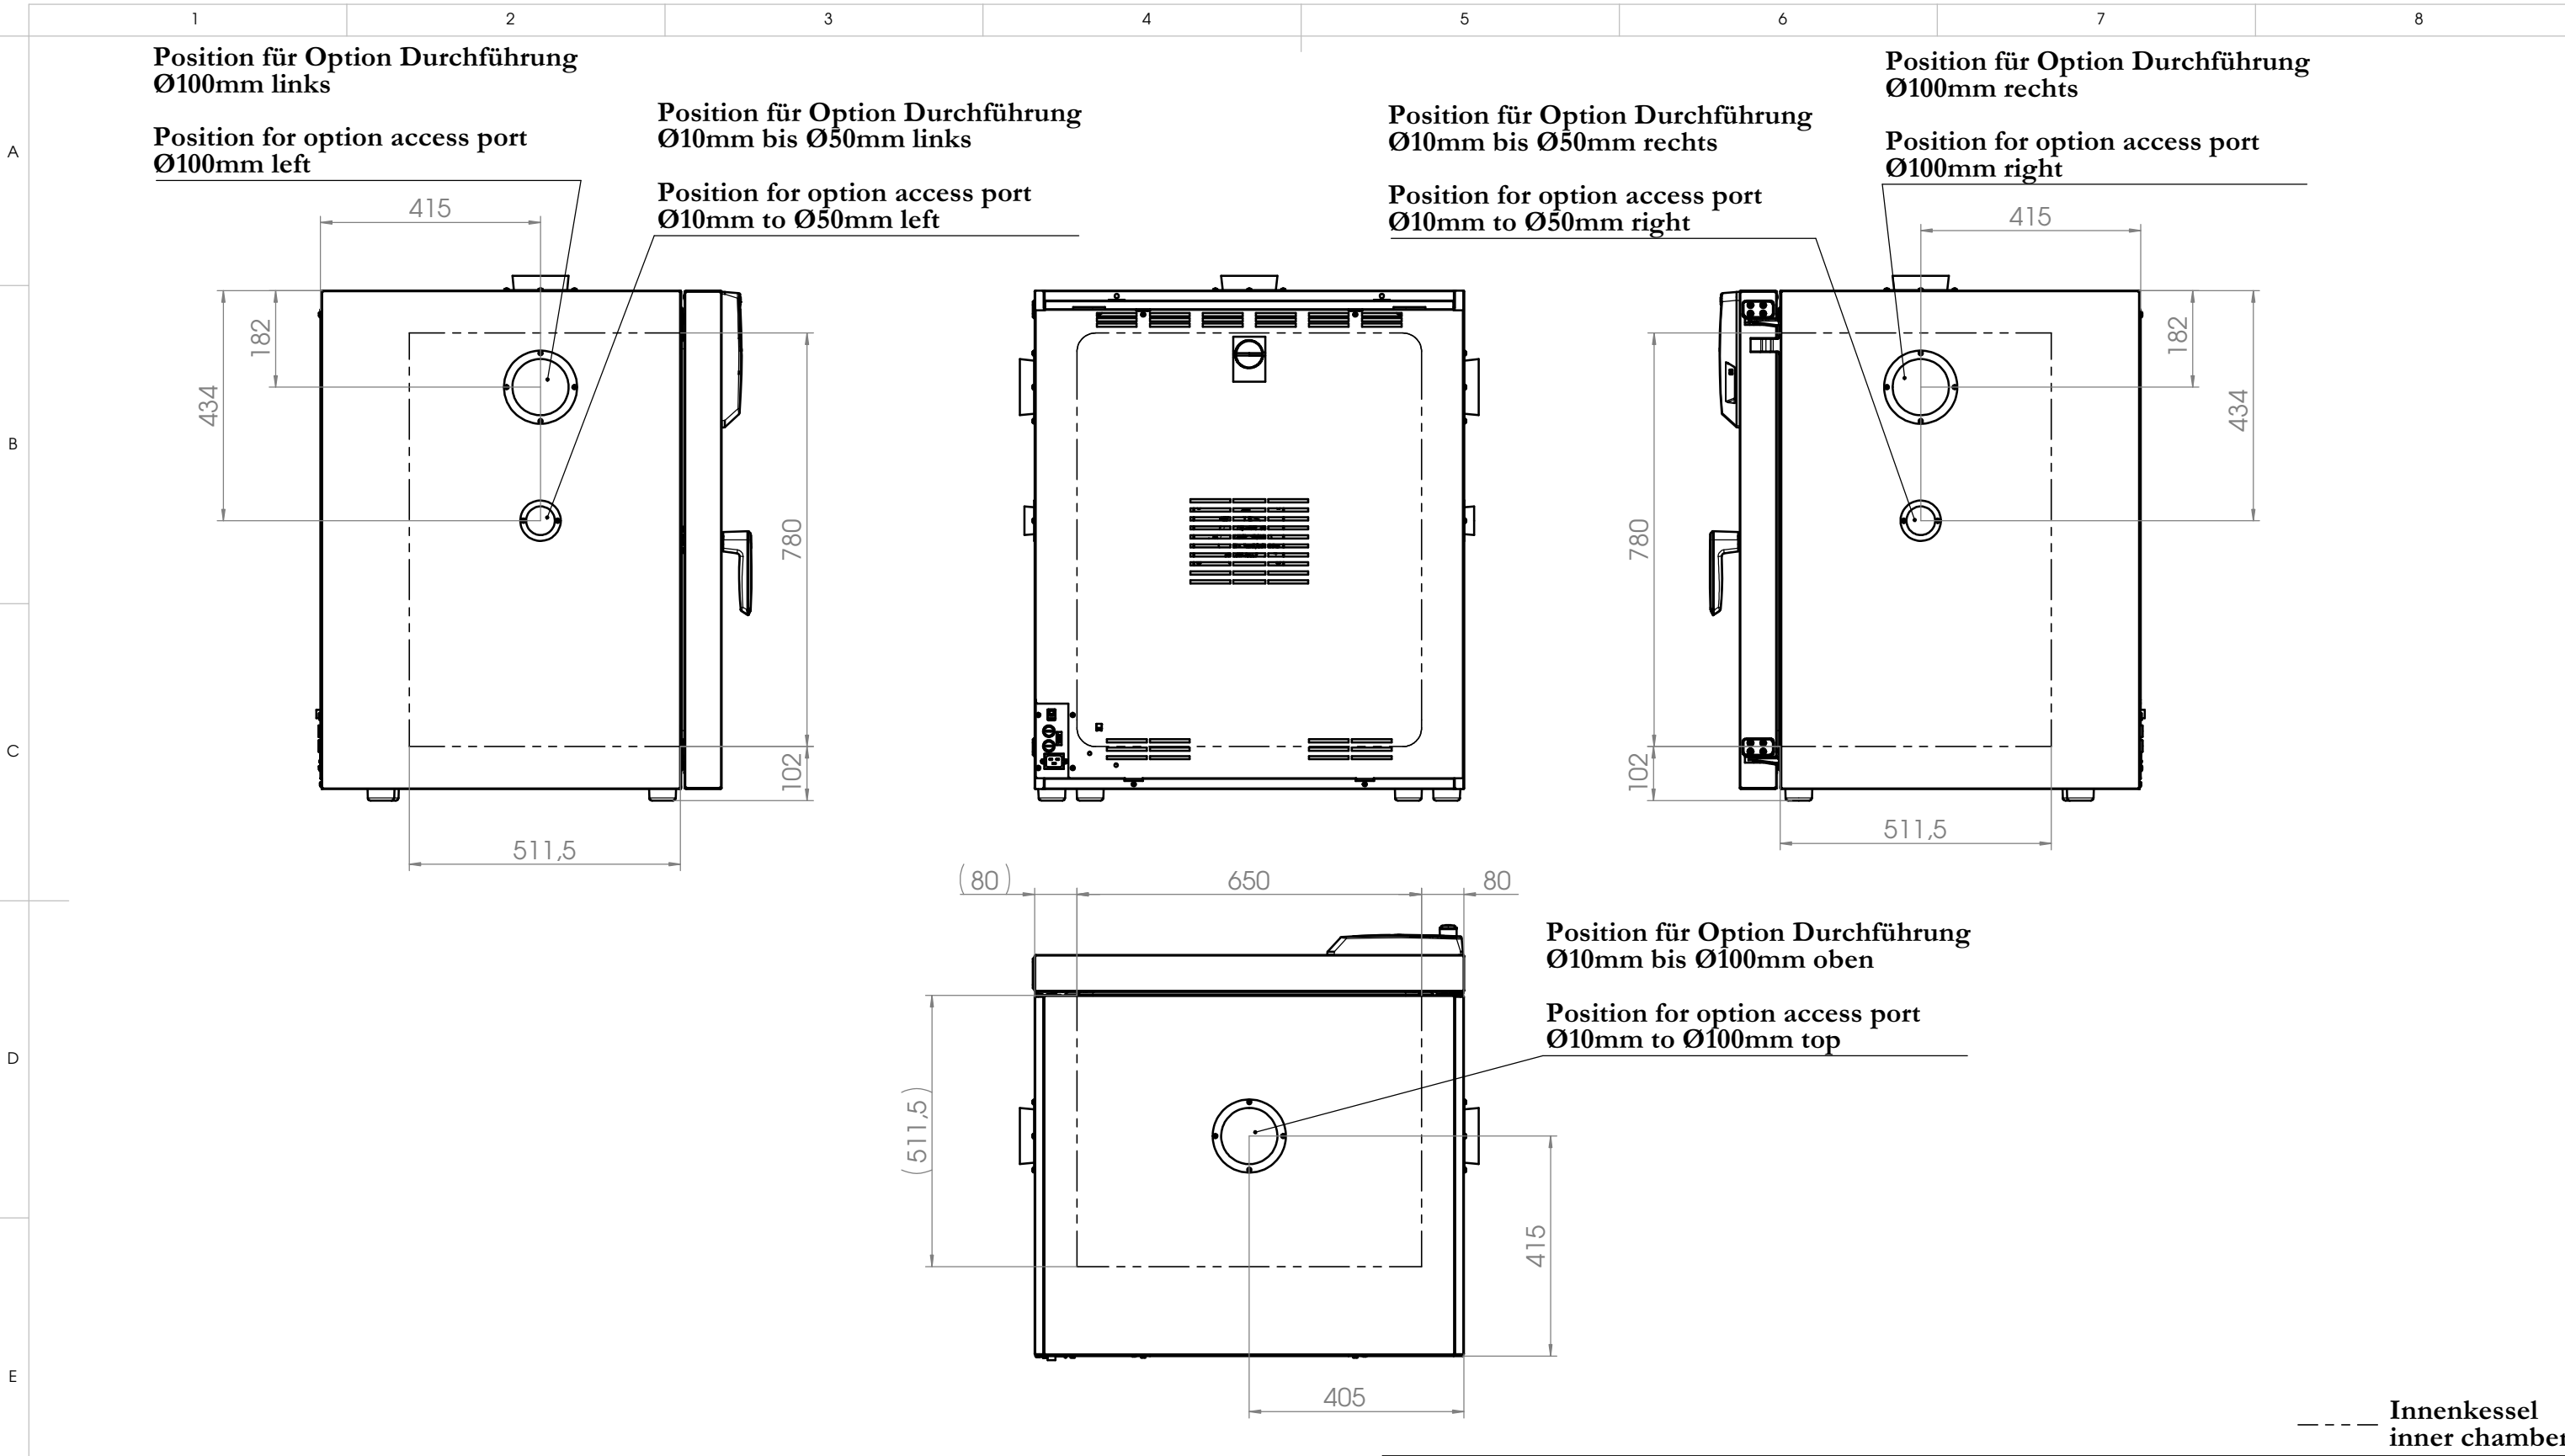 1 2 3 4 5 6 7 8
A
B
C
D
E
Position für Option Durchführung
Ø100mm links
Position for option access port
Ø100mm left
Position für Option Durchführung
Ø10mm bis Ø50mm links
Position for option access port
Ø10mm to Ø50mm left
Position für Option Durchführung
Ø10mm bis Ø50mm rechts
Position for option access port
Ø10mm to Ø50mm right
Position für Option Durchführung
Ø100mm rechts
Position for option access port
Ø100mm right
415
182
434
780
102
511,5
415
182
434
780
102
511,5
(80)
650
80
Position für Option Durchführung
Ø10mm bis Ø100mm oben
Position for option access port
Ø10mm to Ø100mm top
(511,5)
415
405
Innenkessel
inner chamber